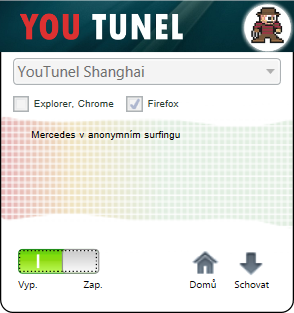 YOU TUNEL
YouTunel Shanghai
Explorer, Chrome Firefox
Mercedes v anonymním surfingu
Vyp. Zap. Domů Schovat